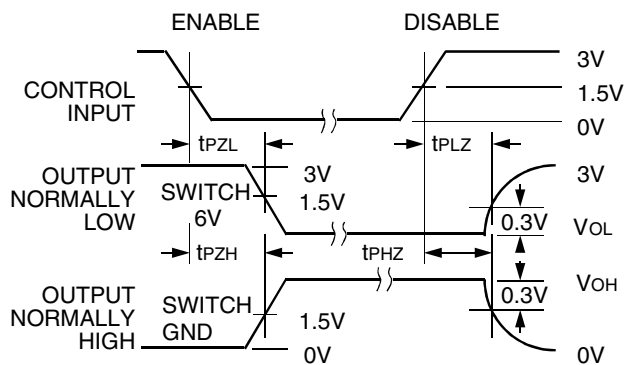 ENABLE DISABLE
CONTROL INPUT
3V
1.5V
0V
tPZL
tPLZ
OUTPUT NORMALLY LOW
SWITCH 6V
3V
1.5V
3V
0.3V
VOL
tPZH
tPHZ
OUTPUT NORMALLY HIGH
SWITCH GND
1.5V
0V
VOH
0.3V
0V